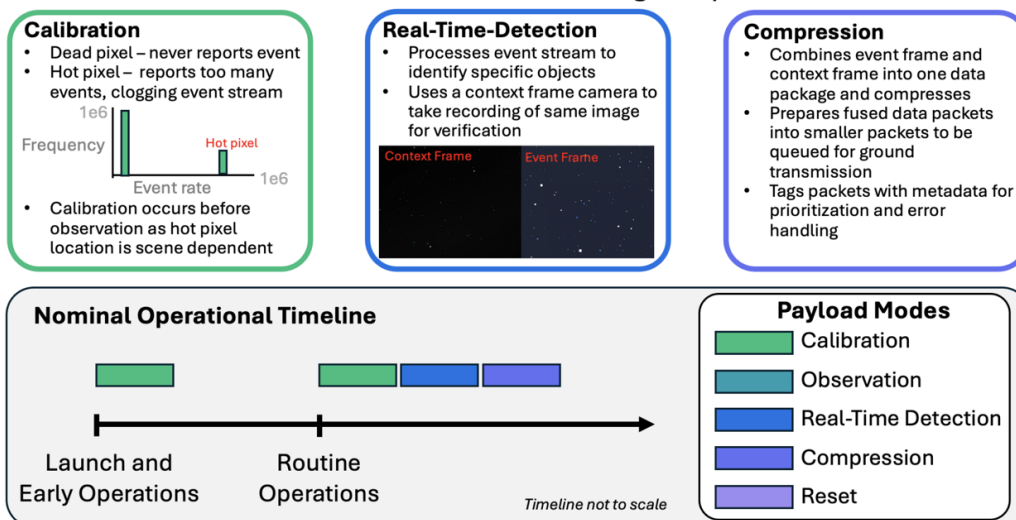 Calibration
• Dead pixel – never reports event
• Hot pixel – reports too many
events, clogging event stream
1e6
Frequency
Hot pixel
1e6
Event rate
• Calibration occurs before
observation as hot pixel
location is scene dependent
Real-Time-Detection
• Processes event stream to
identify specific objects
• Uses a context frame camera to
take recording of same image
for verification
Context Frame
Event Frame
Compression
• Combines event frame and
context frame into one data
package and compresses
• Prepares fused data packets
into smaller packets to be
queued for ground
transmission
• Tags packets with metadata for
prioritization and error
handling
Nominal Operational Timeline
Launch and
Early Operations
Routine
Operations
Timeline not to scale
Payload Modes
Calibration
Observation
Real-Time Detection
Compression
Reset